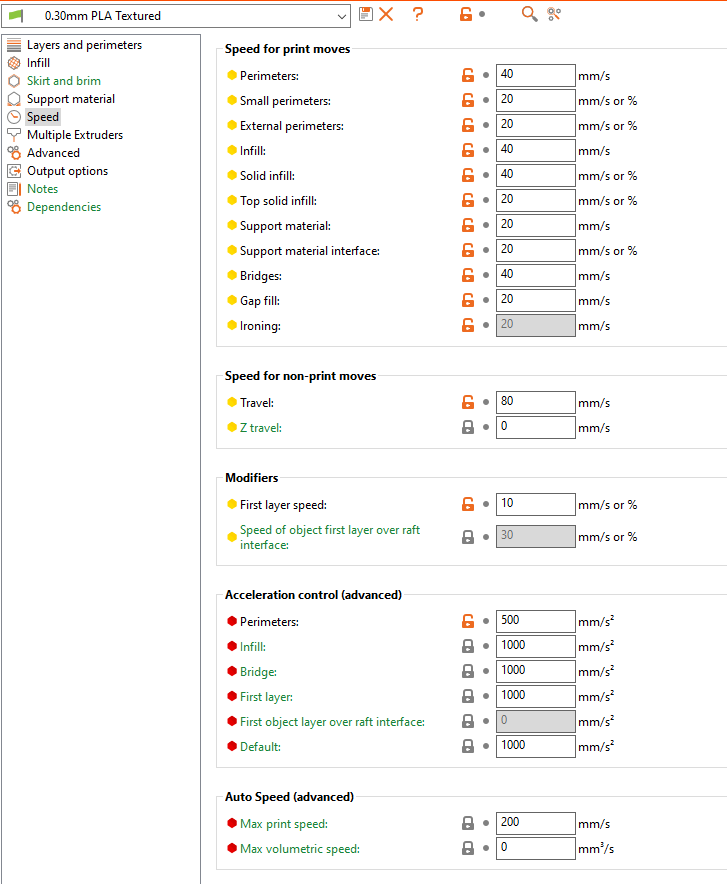 0.30mm PLA Textured
Layers and perimeters
Infill
Skirt and brim
Support material
Speed
Multiple Extruders
Advanced
Output options
Notes
Dependencies
Speed for print moves
Perimeters: 40 mm/s
Small perimeters: 20 mm/s or %
External perimeters: 20 mm/s or %
Infill: 40 mm/s
Solid infill: 40 mm/s or %
Top solid infill: 20 mm/s or %
Support material: 20 mm/s
Support material interface: 20 mm/s or %
Bridges: 40 mm/s
Gap fill: 20 mm/s
Ironing: 20 mm/s
Speed for non-print moves
Travel: 80 mm/s
Z travel: 0 mm/s
Modifiers
First layer speed: 10 mm/s or %
Speed of object first layer over raft
interface: 30 mm/s or %
Acceleration control (advanced)
Perimeters: 500 mm/s²
Infill: 1000 mm/s²
Bridge: 1000 mm/s²
First layer: 1000 mm/s²
First object layer over raft interface: 0 mm/s²
Default: 1000 mm/s²
Auto Speed (advanced)
Max print speed: 200 mm/s
Max volumetric speed: 0 mm³/s